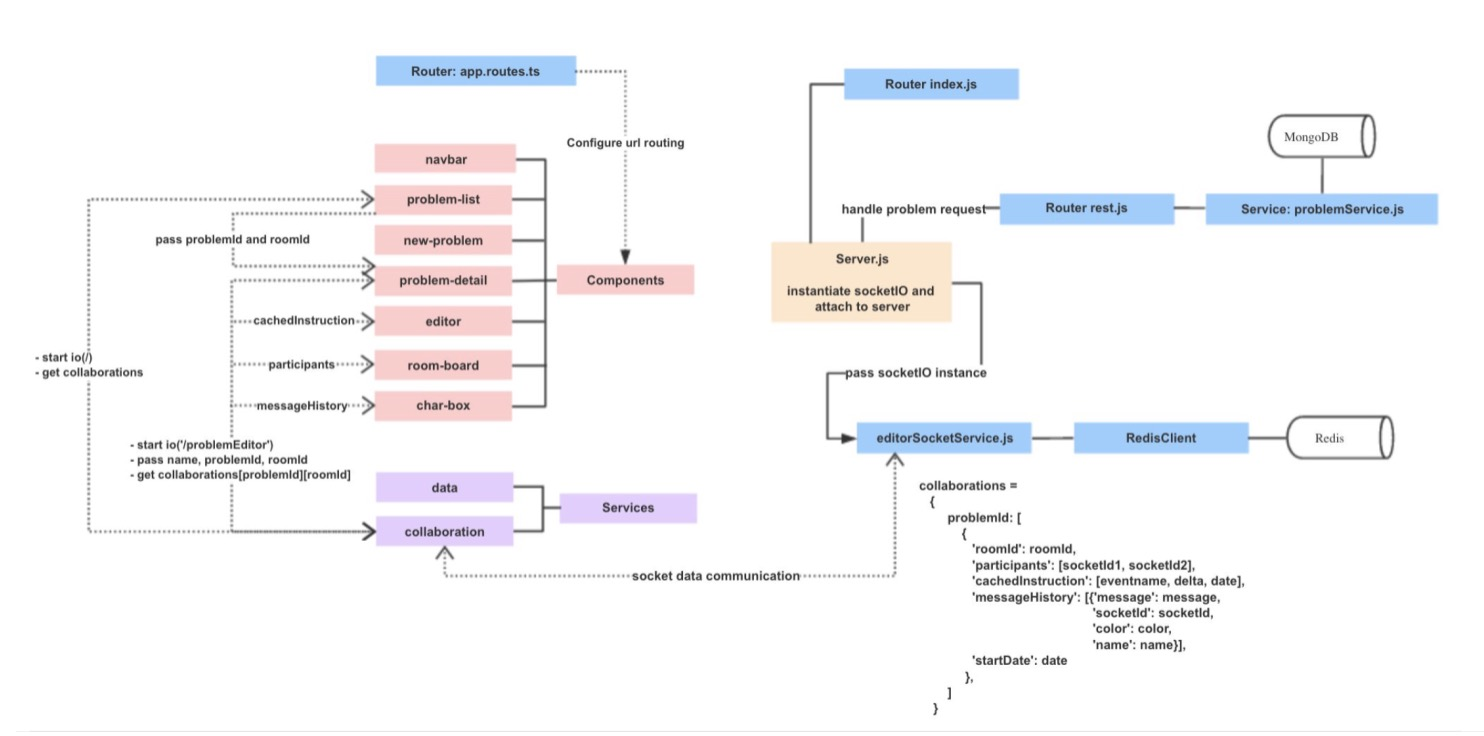 Router: app.routes.ts
Configure url routing
navbar
problem-list
pass problemId and roomId
new-problem
problem-detail
Components
cachedInstruction
editor
- start io(/)
- get collaborations
participants
room-board
messageHistory
char-box
- start io('/problemEditor')
- pass name, problemId, roomId
- get collaborations[problemId][roomId]
data
Services
collaboration
socket data communication
Router index.js
MongoDB
handle problem request
Router rest.js
Service: problemService.js
Server.js
instantiate socketIO and
attach to server
pass socketIO instance
editorSocketService.js
RedisClient
Redis
collaborations =
{
problemId: [
{
'roomId': roomId,
'participants': [socketId1, socketId2],
'cachedInstruction': [eventname, delta, date],
'messageHistory': [{'message': message,
'socketId': socketId,
'color': color,
'name': name}],
'startDate': date
},
]
}